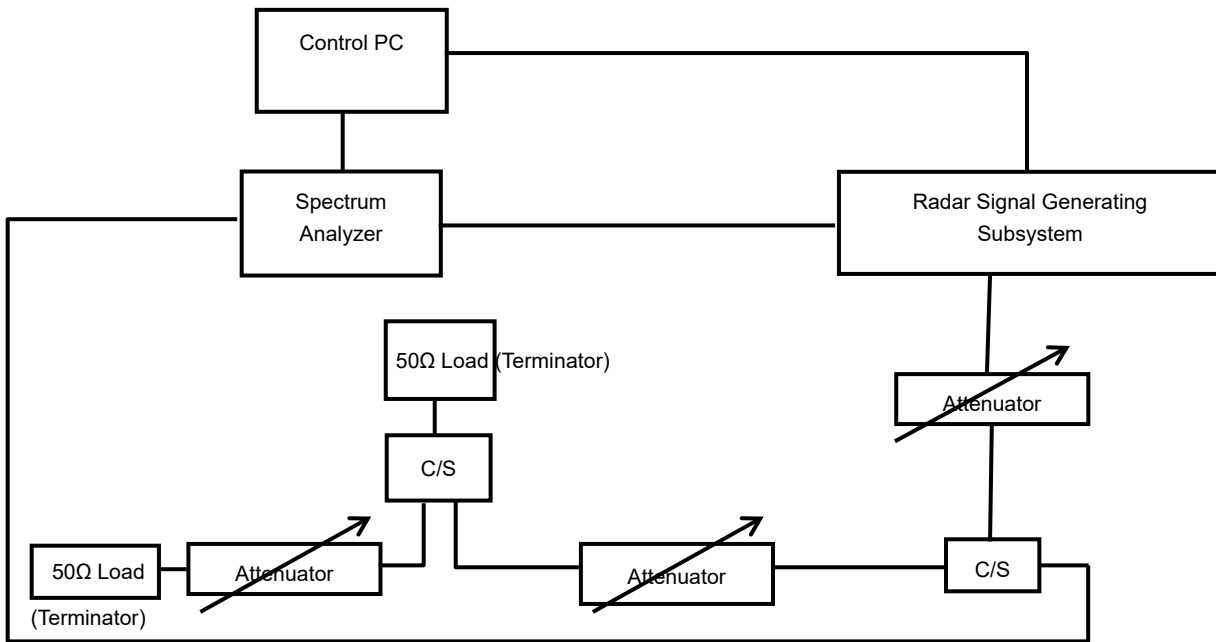 Control PC
Spectrum
Analyzer
Radar Signal Generating
Subsystem
50Ω Load (Terminator)
Attenuator
C/S
50Ω Load
(Terminator)
Attenuator
Attenuator
C/S